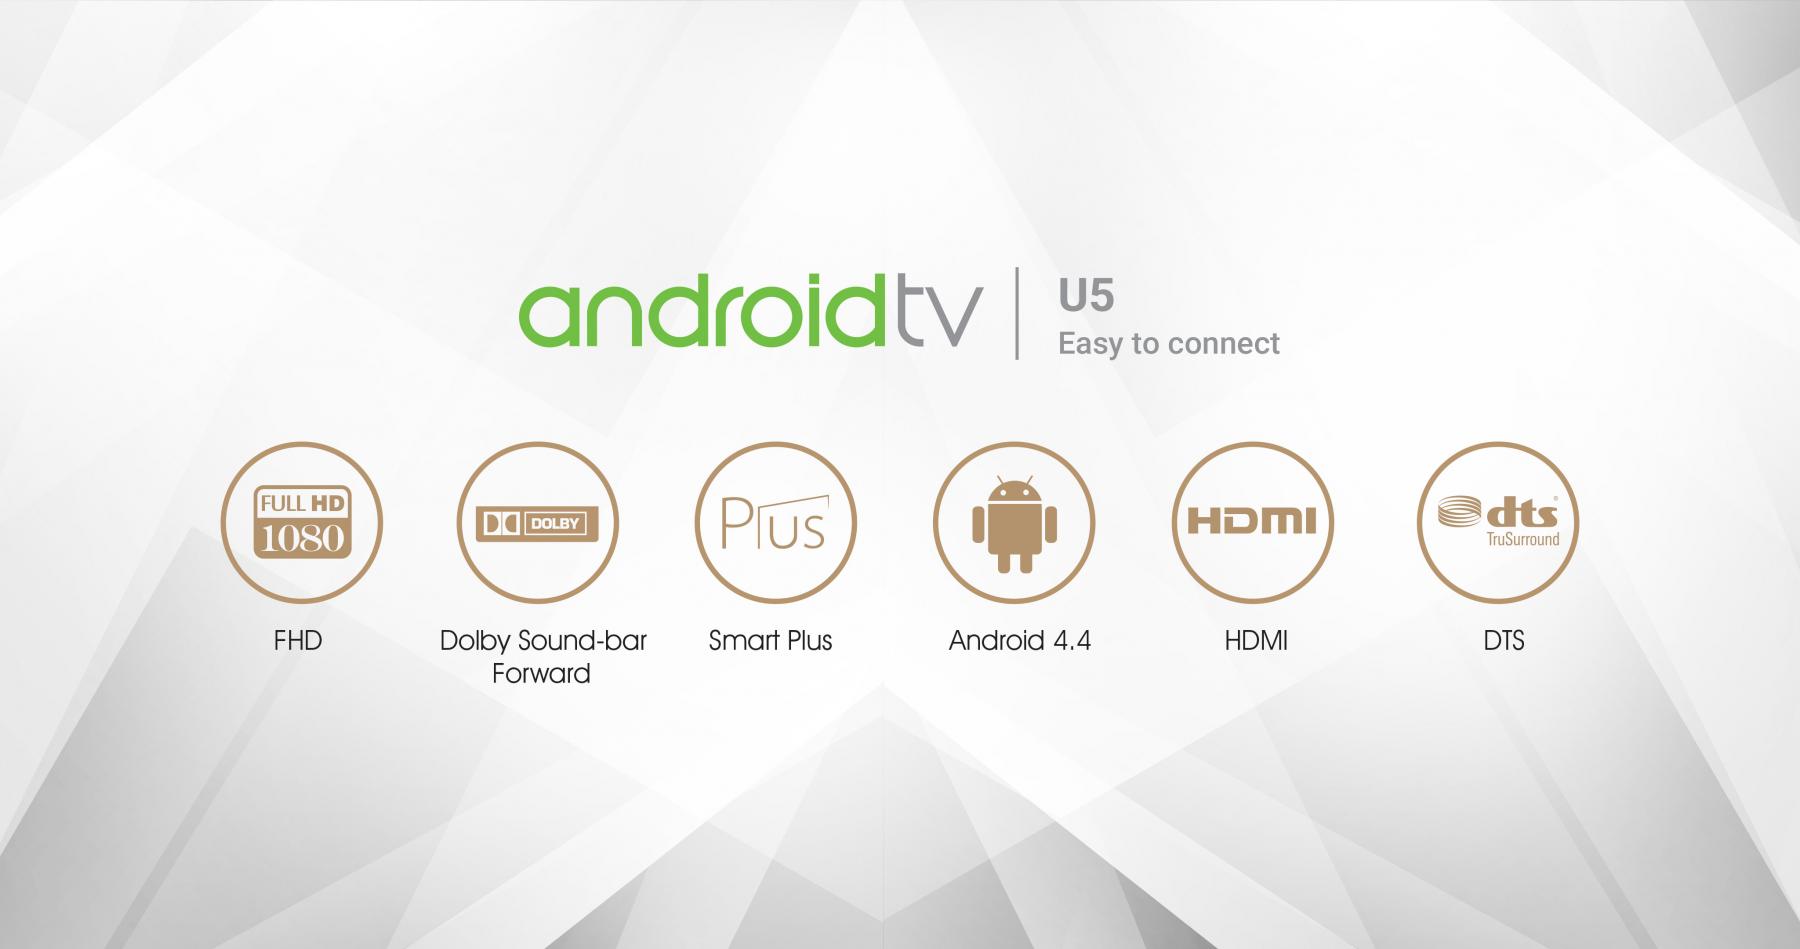 androidtv
U5
Easy to connect
FULL HD
1080
DOLBY
Plus
HDMI
dts®
TruSurround
FHD
Dolby Sound-bar
Forward
Smart Plus
Android 4.4
HDMI
DTS